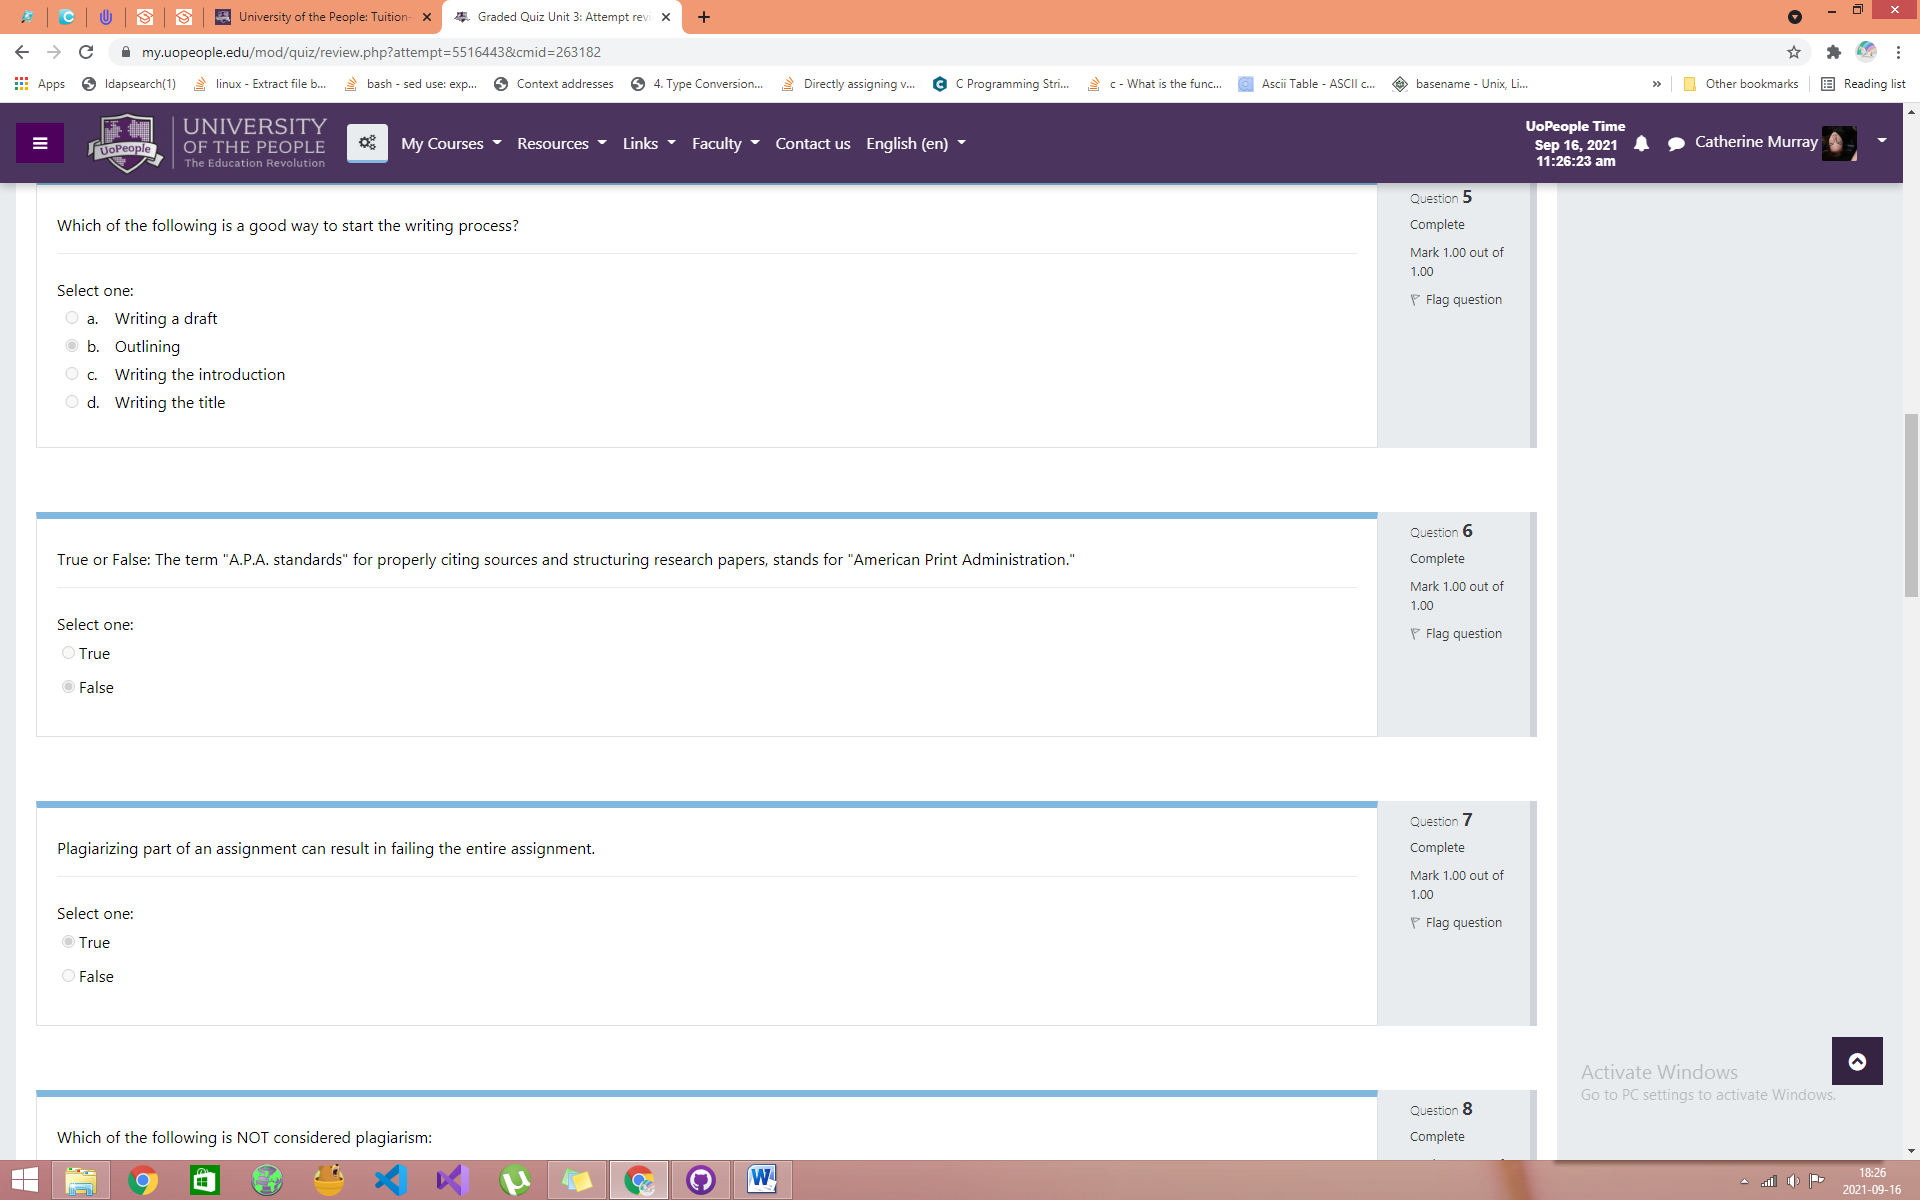 University of the People: Tuition-
Graded Quiz Unit 3: Attempt revi
my.uopeople.edu/mod/quiz/review.php?attempt=5516443&cmid=263182
Apps
ldapsearch(1)
linux - Extract file b...
bash - sed use: exp...
Context addresses
4. Type Conversion...
Directly assigning v...
C Programming Stri...
c - What is the func...
Ascii Table - ASCII c...
basename - Unix, Li...
»
Other bookmarks
Reading list
UoPeople
UNIVERSITY
OF THE PEOPLE
The Education Revolution
My Courses
Resources
Links
Faculty
Contact us
English (en)
UoPeople Time
Sep 16, 2021
11:26:23 am
Catherine Murray
Which of the following is a good way to start the writing process?
Select one:
a. Writing a draft
b. Outlining
c. Writing the introduction
d. Writing the title
Question 5
Complete
Mark 1.00 out of
1.00
Flag question
True or False: The term "A.P.A. standards" for properly citing sources and structuring research papers, stands for "American Print Administration."
Select one:
True
False
Question 6
Complete
Mark 1.00 out of
1.00
Flag question
Plagiarizing part of an assignment can result in failing the entire assignment.
Select one:
True
False
Question 7
Complete
Mark 1.00 out of
1.00
Flag question
Which of the following is NOT considered plagiarism:
Question 8
Complete
Activate Windows
Go to PC settings to activate Windows.
18:26
2021-09-16